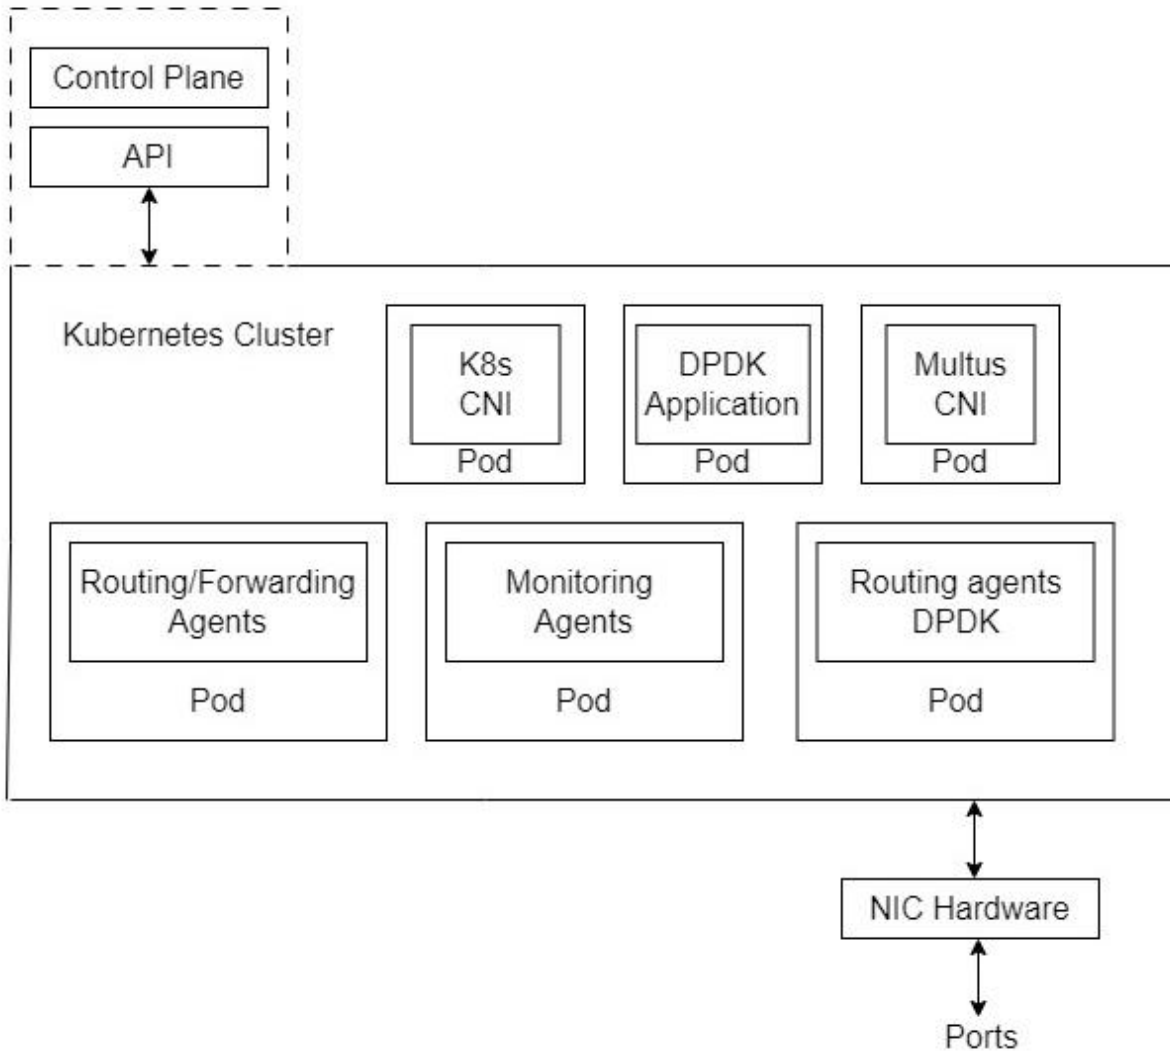 Control Plane
API
Kubernetes Cluster
K8s
CNI
Pod
DPDK
Application
Pod
Multus
CNI
Pod
Routing/Forwarding
Agents
Pod
Monitoring
Agents
Pod
Routing agents
DPDK
Pod
NIC Hardware
Ports